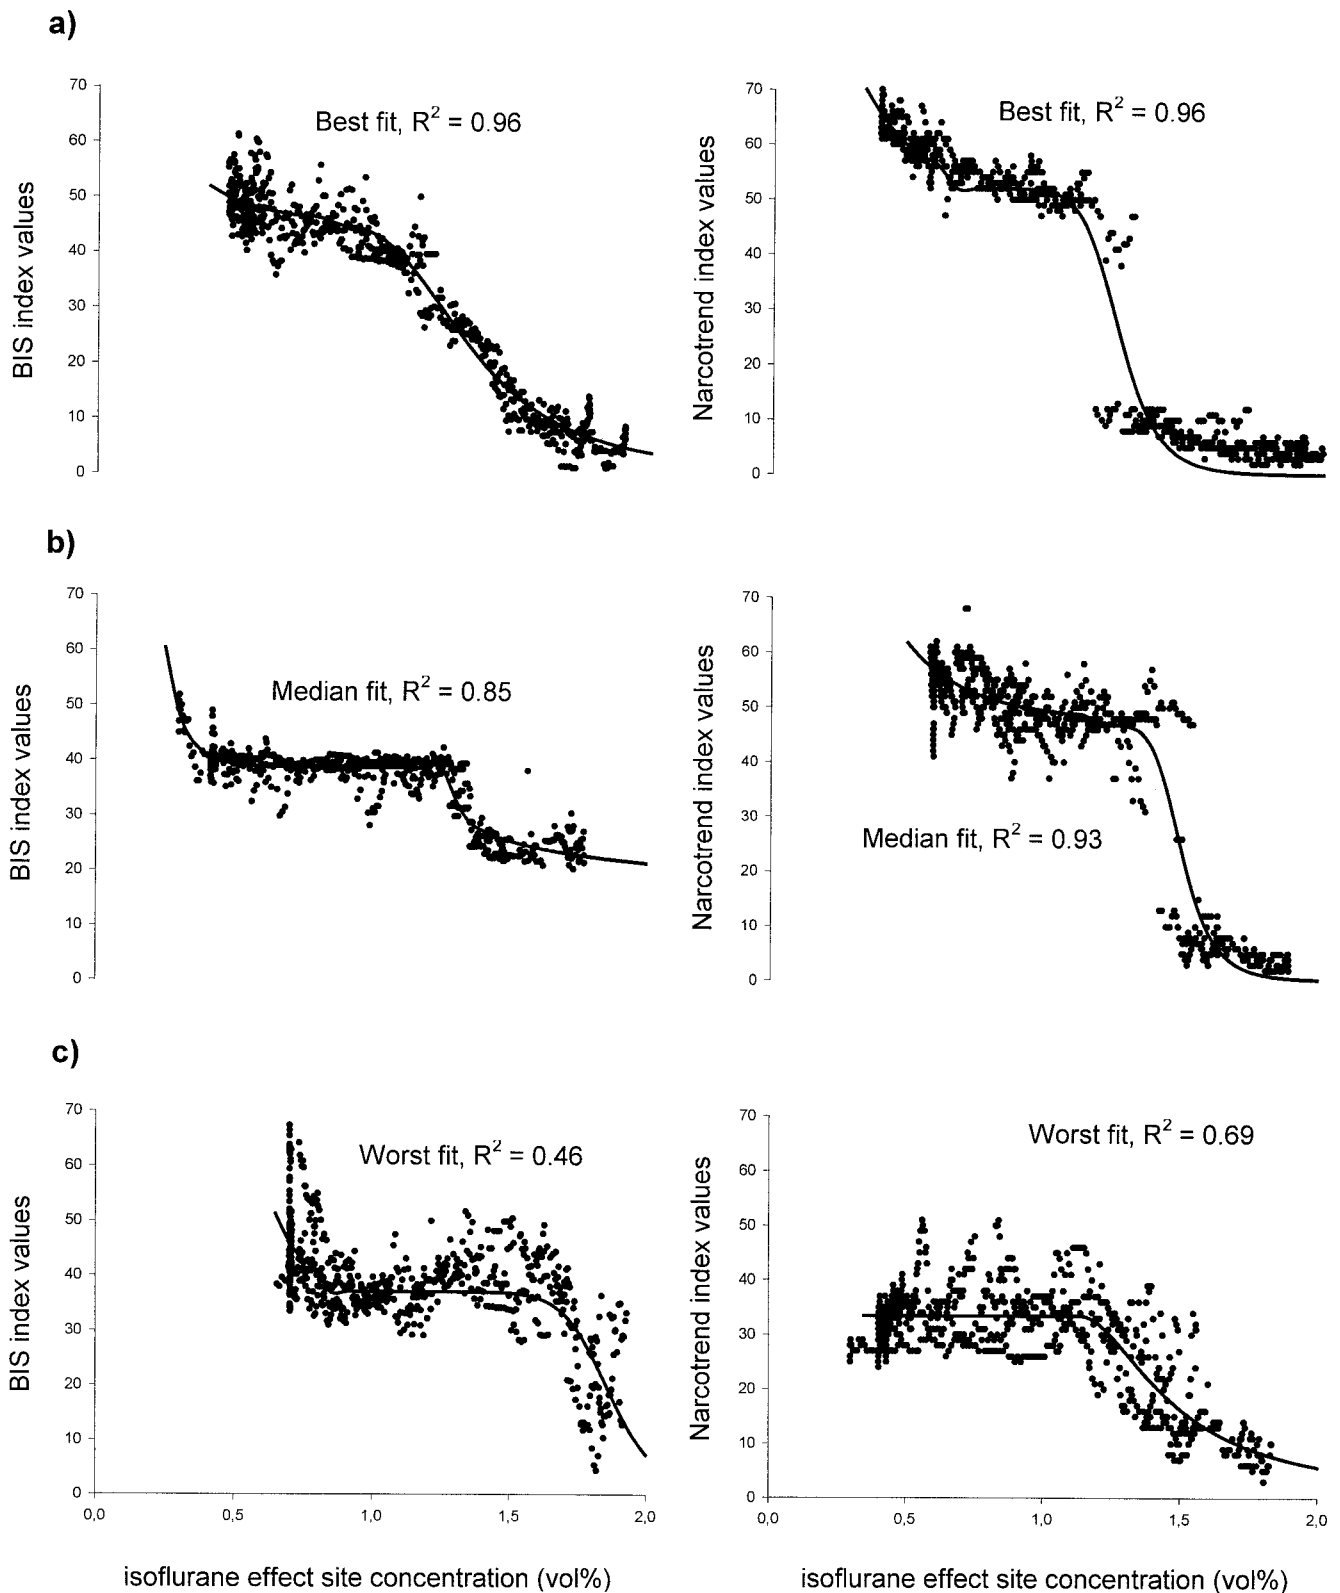 a)
70
60
50
40
30
20
10
0
BIS index values
Best fit, R² = 0.96
70
60
50
40
30
20
10
0
Narcotrend index values
Best fit, R² = 0.96
b)
70
60
50
40
30
20
10
0
BIS index values
Median fit, R² = 0.85
70
60
50
40
30
20
10
0
Narcotrend index values
Median fit, R² = 0.93
c)
70
60
50
40
30
20
10
0
BIS index values
Worst fit, R² = 0.46
0,0 0,5 1,0 1,5 2,0
isoflurane effect site concentration (vol%)
70
60
50
40
30
20
10
0
Narcotrend index values
Worst fit, R² = 0.69
0,0 0,5 1,0 1,5 2,0
isoflurane effect site concentration (vol%)